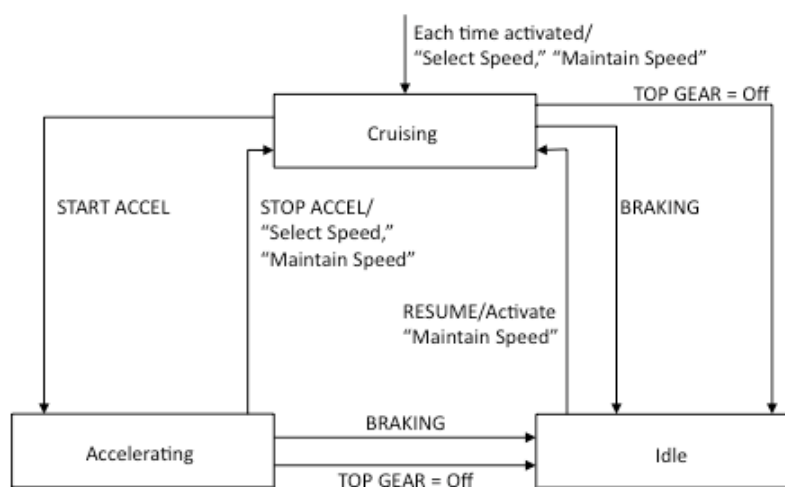 Each time activated/
“Select Speed,” “Maintain Speed”
TOP GEAR = Off
Cruising
START ACCEL
STOP ACCEL/
“Select Speed,”
“Maintain Speed”
BRAKING
RESUME/Activate
“Maintain Speed”
Accelerating
BRAKING
Idle
TOP GEAR = Off